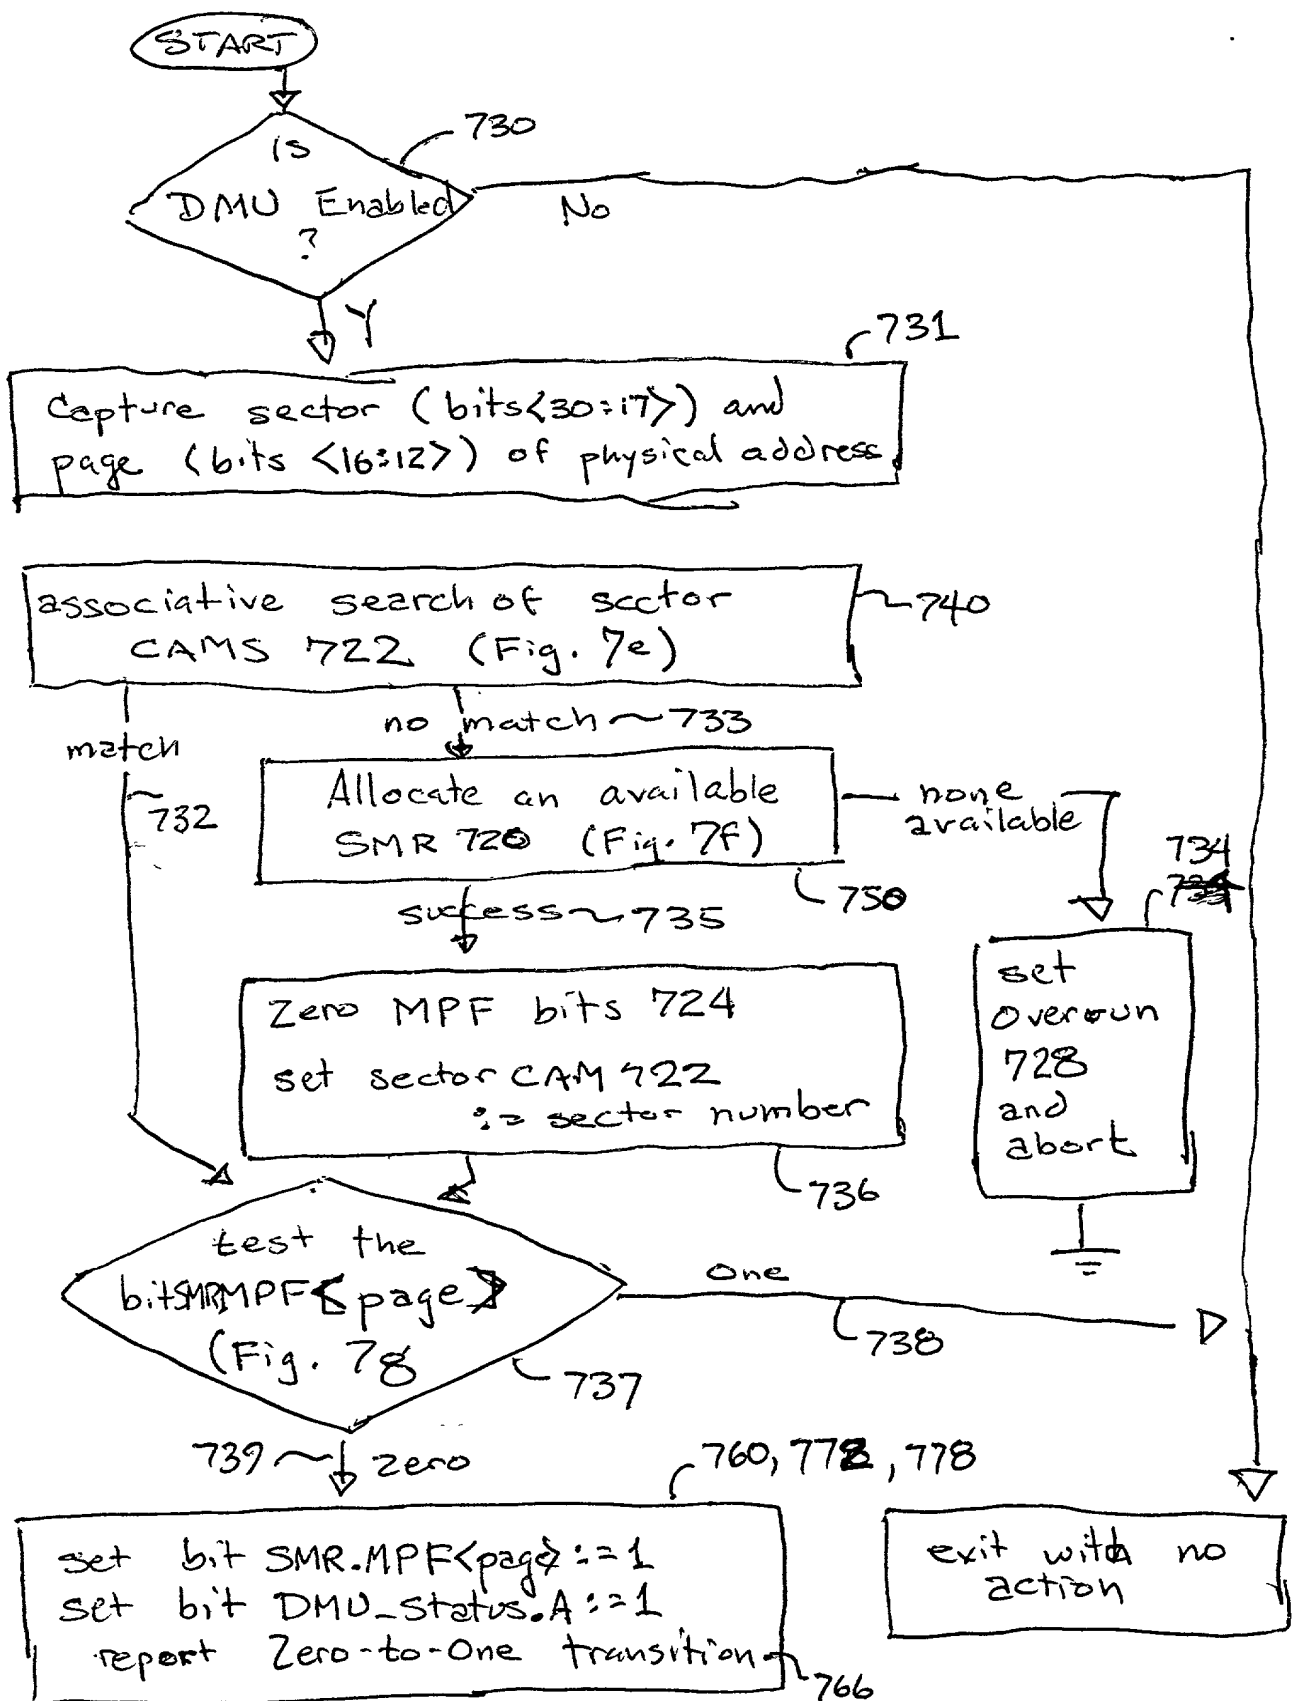 START
730
is
DMU Enabled
?
No
Y
731
Capture sector (bits<30:17>) and
page (bits <16:12>) of physical address
associative search of sector
CAMS 722 (Fig. 7e)
740
match
no match 733
732
Allocate an available
SMR 720 (Fig. 7f)
none
available
750
734
success 735
Zero MPF bits 724
set sector CAM 722
:= sector number
736
set
overrun
728
and
abort
test the
bit SMR MPF<page>
(Fig. 7g
737
One
738
739 zero
760, 772, 778
set bit SMR.MPF<page>:=1
set bit DMU_Status.A:=1
report Zero-to-One transition
766
exit with no
action